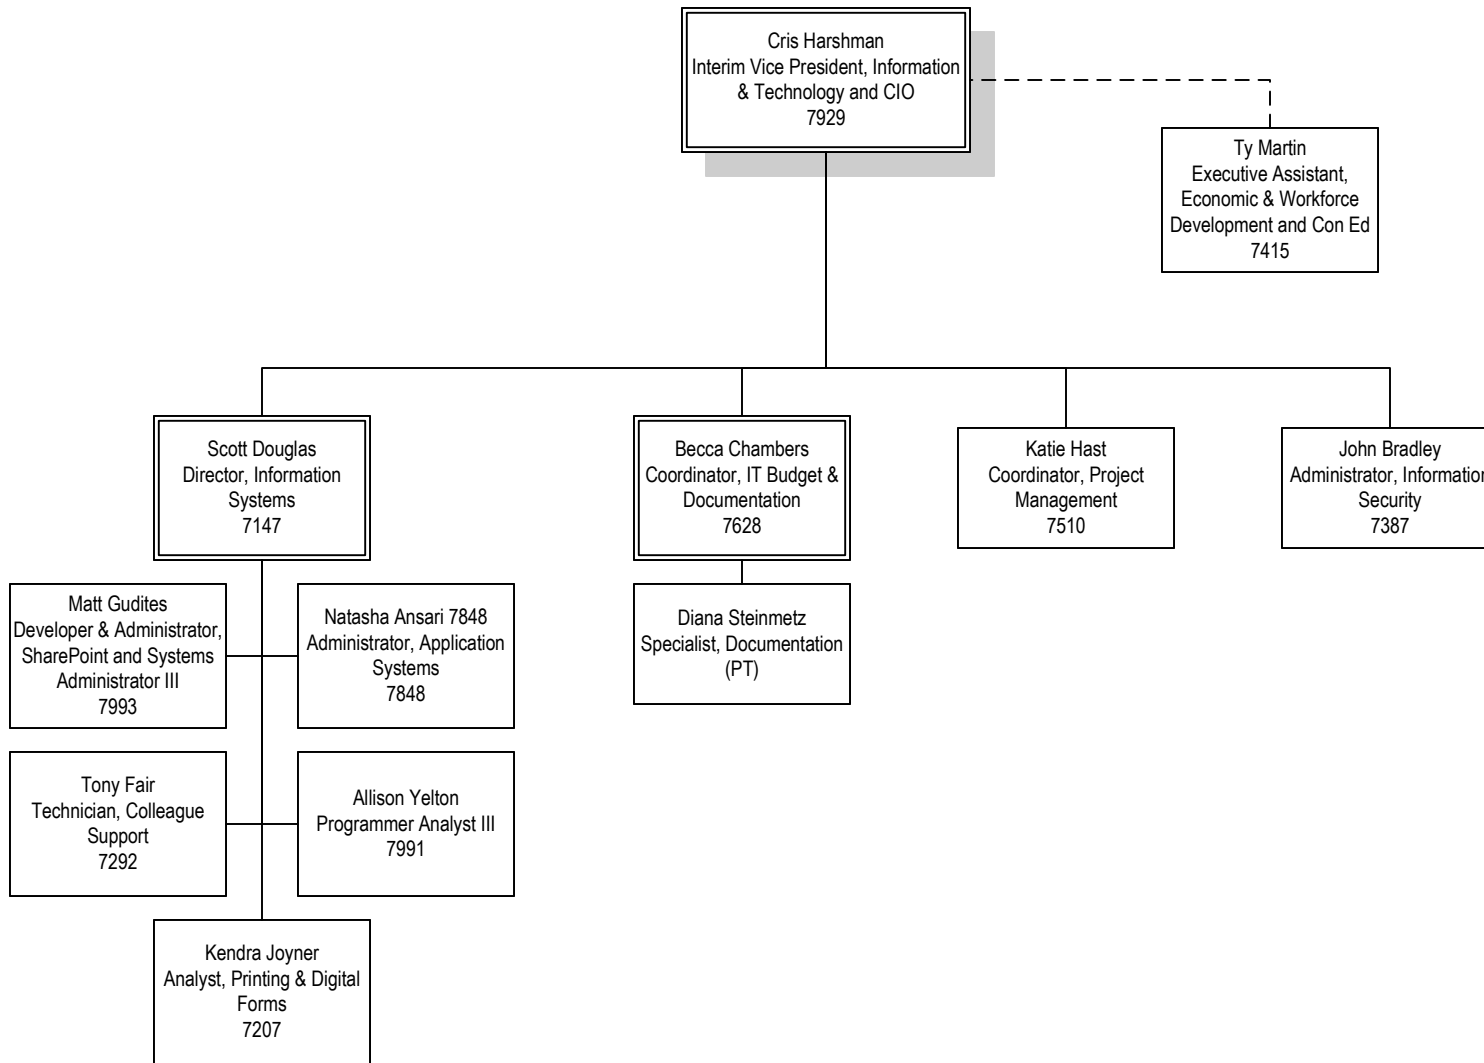 Cris Harshman
Interim Vice President, Information
& Technology and CIO
7929
Ty Martin
Executive Assistant,
Economic & Workforce
Development and Con Ed
7415
Scott Douglas
Director, Information
Systems
7147
Becca Chambers
Coordinator, IT Budget &
Documentation
7628
Katie Hast
Coordinator, Project
Management
7510
John Bradley
Administrator, Information
Security
7387
Matt Gudites
Developer & Administrator,
SharePoint and Systems
Administrator III
7993
Natasha Ansari 7848
Administrator, Application
Systems
7848
Diana Steinmetz
Specialist, Documentation
(PT)
Tony Fair
Technician, Colleague
Support
7292
Allison Yelton
Programmer Analyst III
7991
Kendra Joyner
Analyst, Printing & Digital
Forms
7207